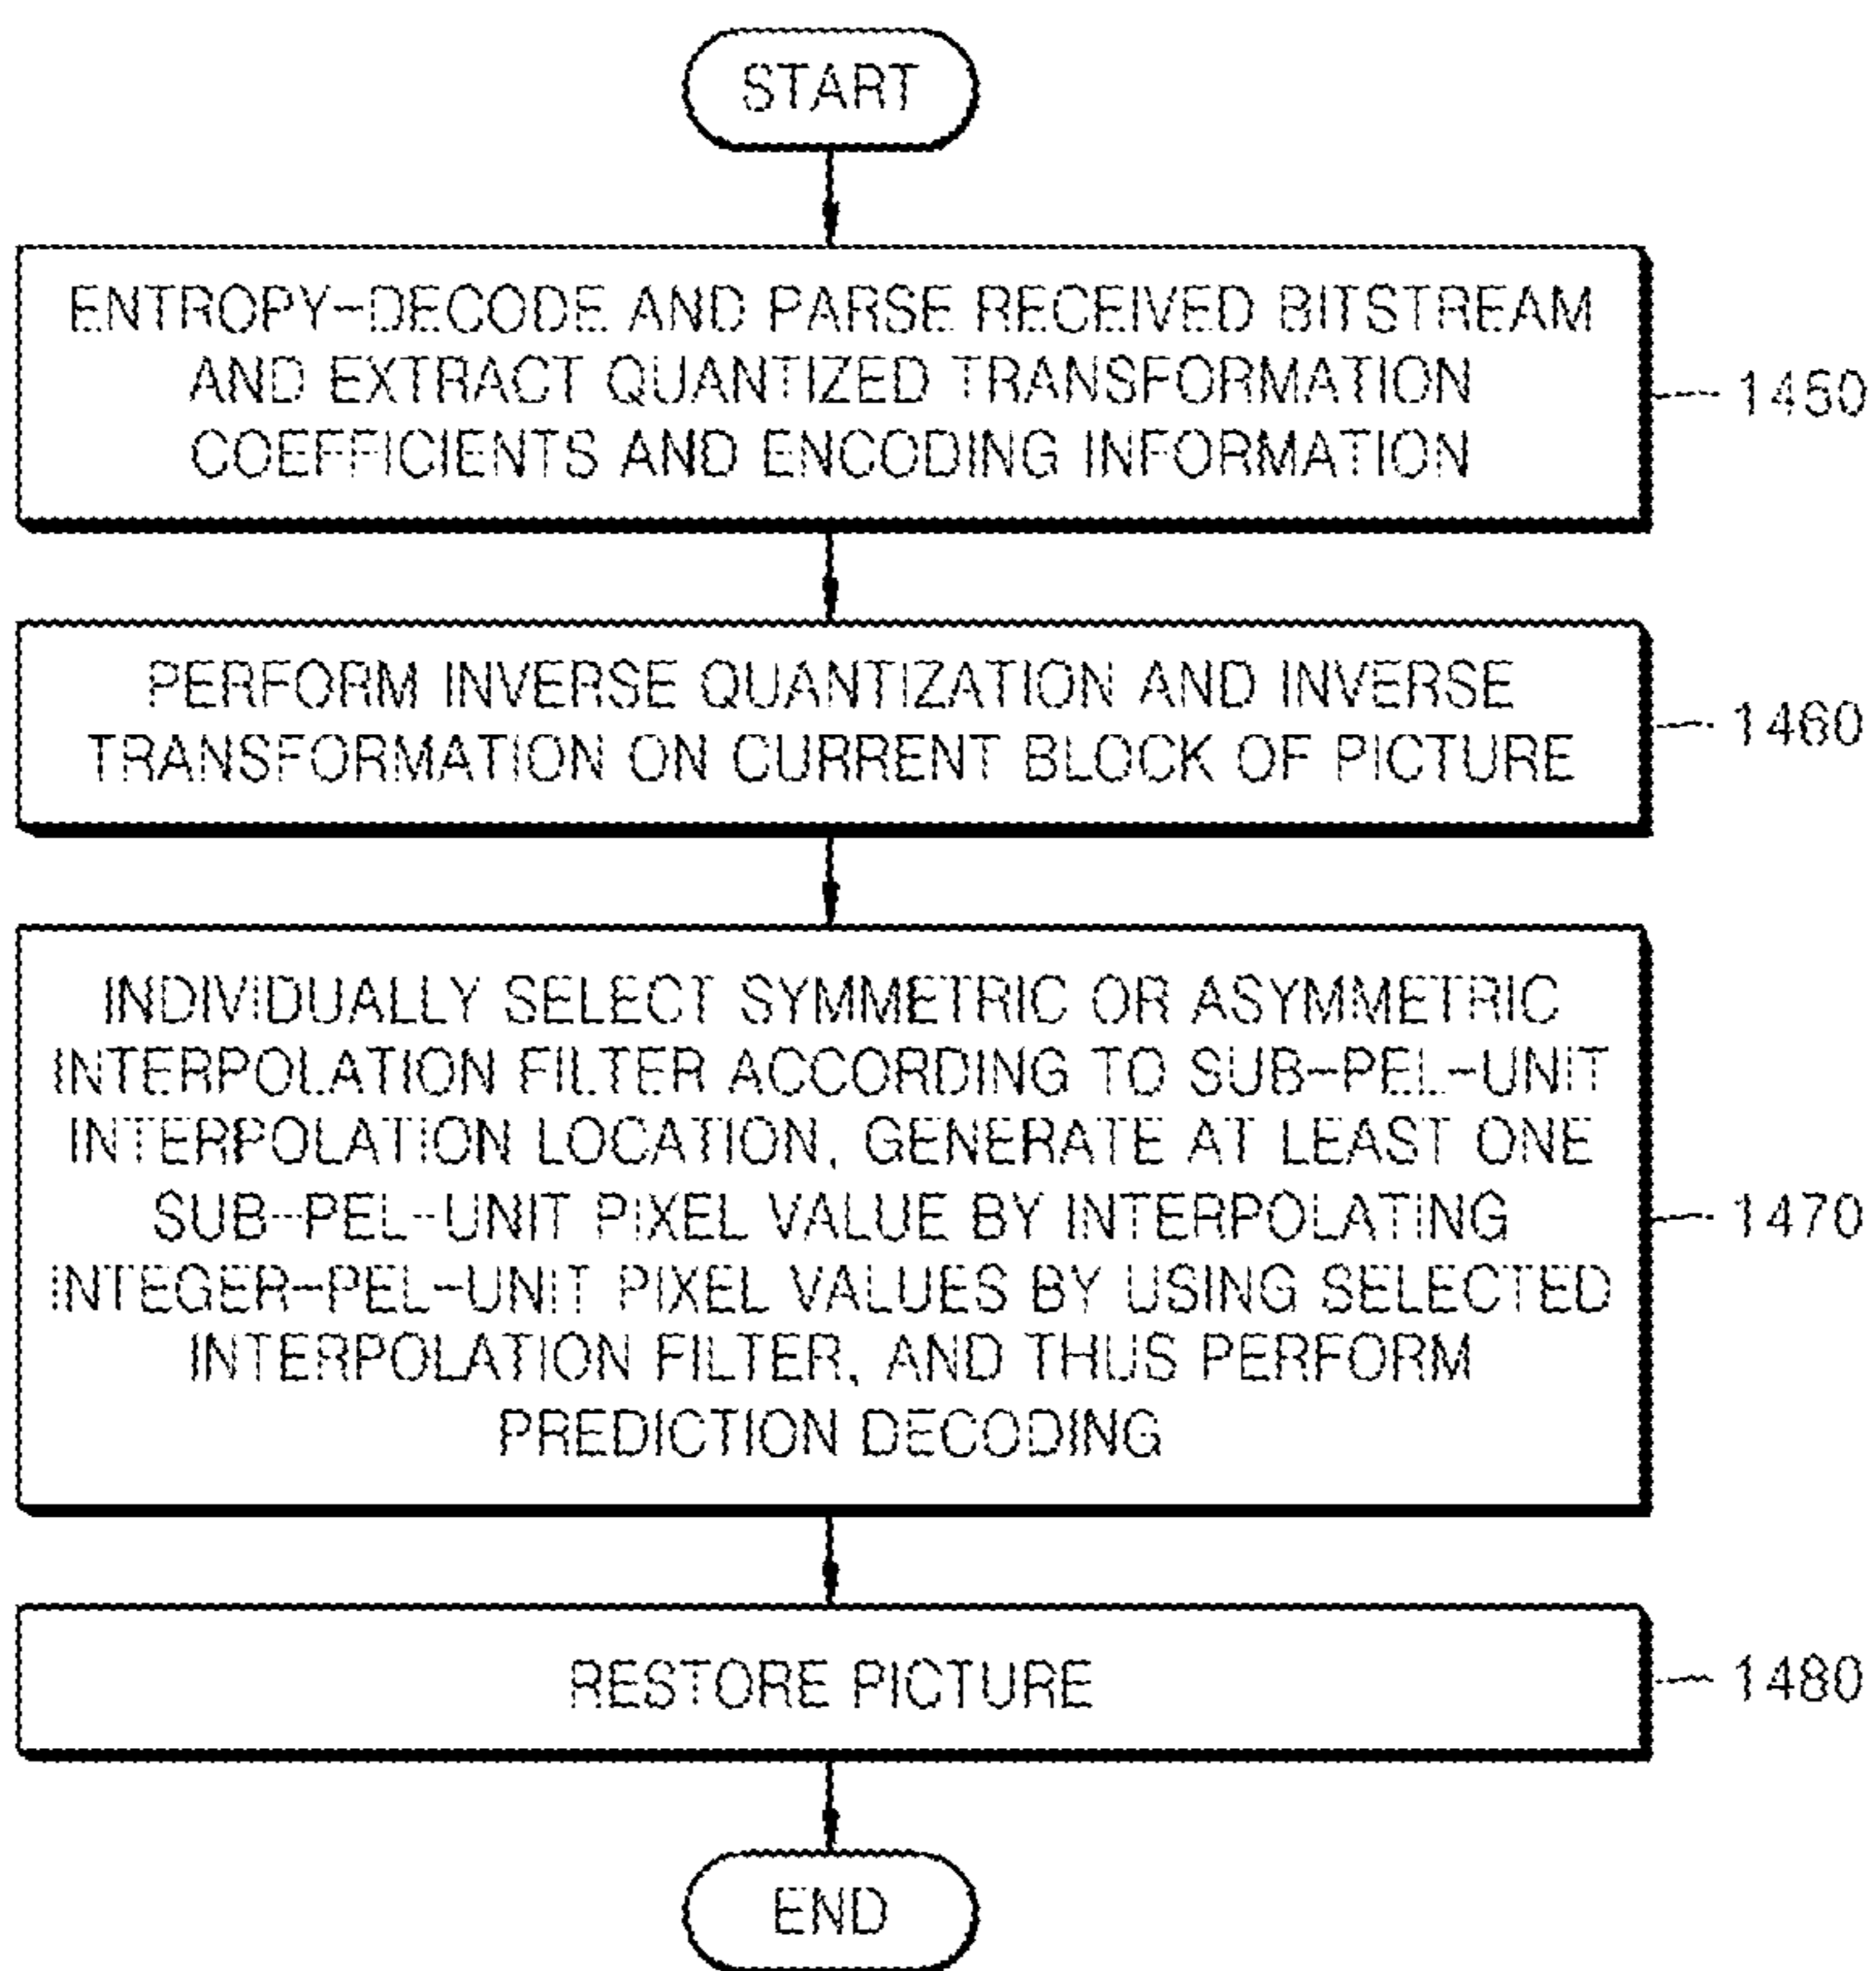 START
ENTROPY-DECODE AND PARSE RECEIVED BITSTREAM
AND EXTRACT QUANTIZED TRANSFORMATION
COEFFICIENTS AND ENCODING INFORMATION
1450
PERFORM INVERSE QUANTIZATION AND INVERSE
TRANSFORMATION ON CURRENT BLOCK OF PICTURE
1460
INDIVIDUALLY SELECT SYMMETRIC OR ASYMMETRIC
INTERPOLATION FILTER ACCORDING TO SUB-PEL-UNIT
INTERPOLATION LOCATION, GENERATE AT LEAST ONE
SUB-PEL-UNIT PIXEL VALUE BY INTERPOLATING
INTEGER-PEL-UNIT PIXEL VALUES BY USING SELECTED
INTERPOLATION FILTER, AND THUS PERFORM
PREDICTION DECODING
1470
RESTORE PICTURE
1480
END